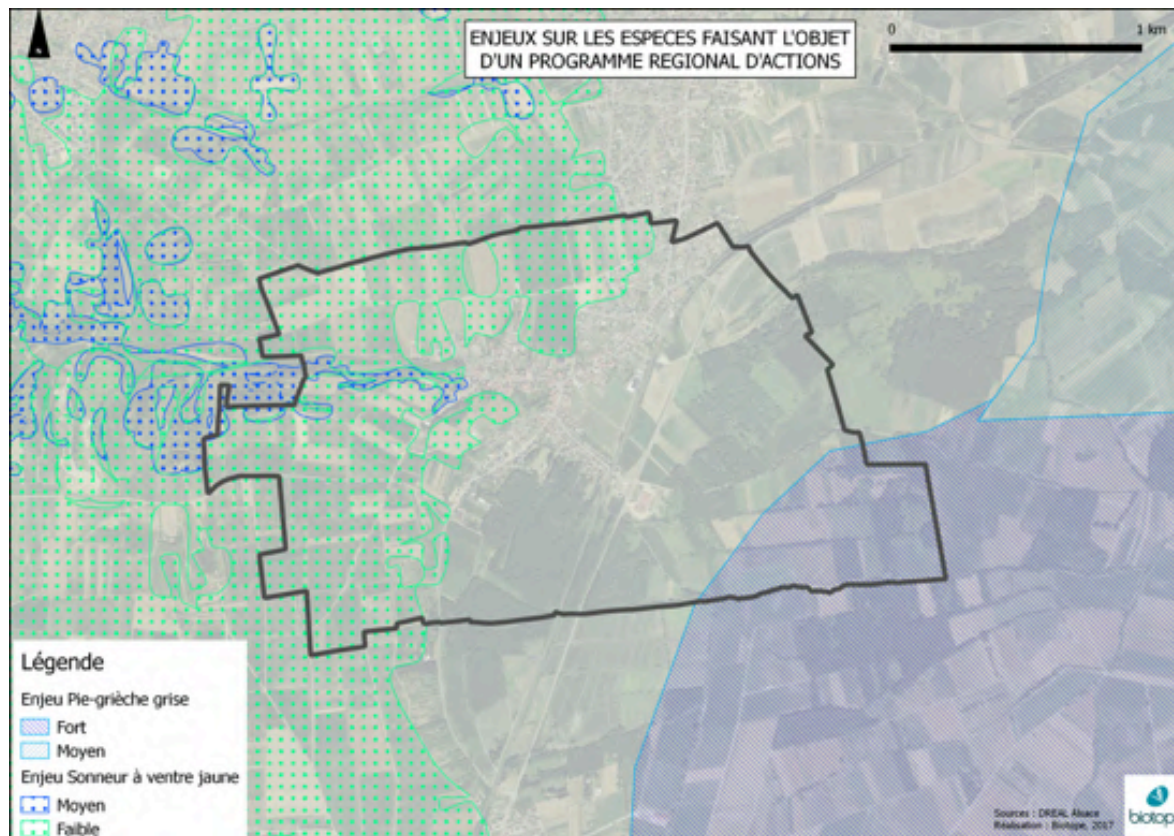 ENJEUX SUR LES ESPECES FAISANT L'OBJET
D'UN PROGRAMME REGIONAL D'ACTIONS
0
1 km
Légende
Enjeu Pie-grièche grise
Fort
Moyen
Enjeu Sonneur à ventre jaune
Moyen
Faible
Sources : DREAL Alsace
Réalisation : Biotope, 2017
biotope